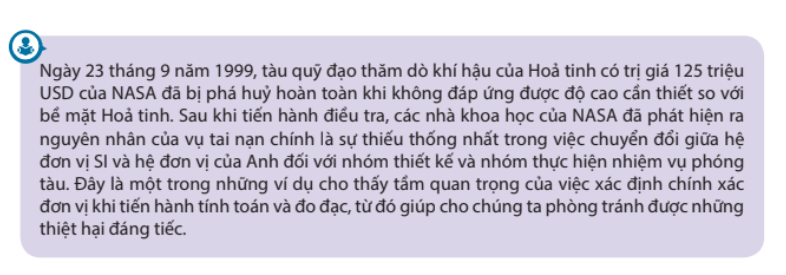 Ngày 23 tháng 9 năm 1999, tàu quỹ đạo thăm dò khí hậu của Hoả tinh có trị giá 125 triệu
USD của NASA đã bị phá huỷ hoàn toàn khi không đáp ứng được độ cao cần thiết so với
bề mặt Hoả tinh. Sau khi tiến hành điều tra, các nhà khoa học của NASA đã phát hiện ra
nguyên nhân của vụ tai nạn chính là sự thiếu thống nhất trong việc chuyển đổi giữa hệ
đơn vị SI và hệ đơn vị của Anh đối với nhóm thiết kế và nhóm thực hiện nhiệm vụ phóng
tàu. Đây là một trong những ví dụ cho thấy tầm quan trọng của việc xác định chính xác
đơn vị khi tiến hành tính toán và đo đạc, từ đó giúp cho chúng ta phòng tránh được những
thiệt hại đáng tiếc.